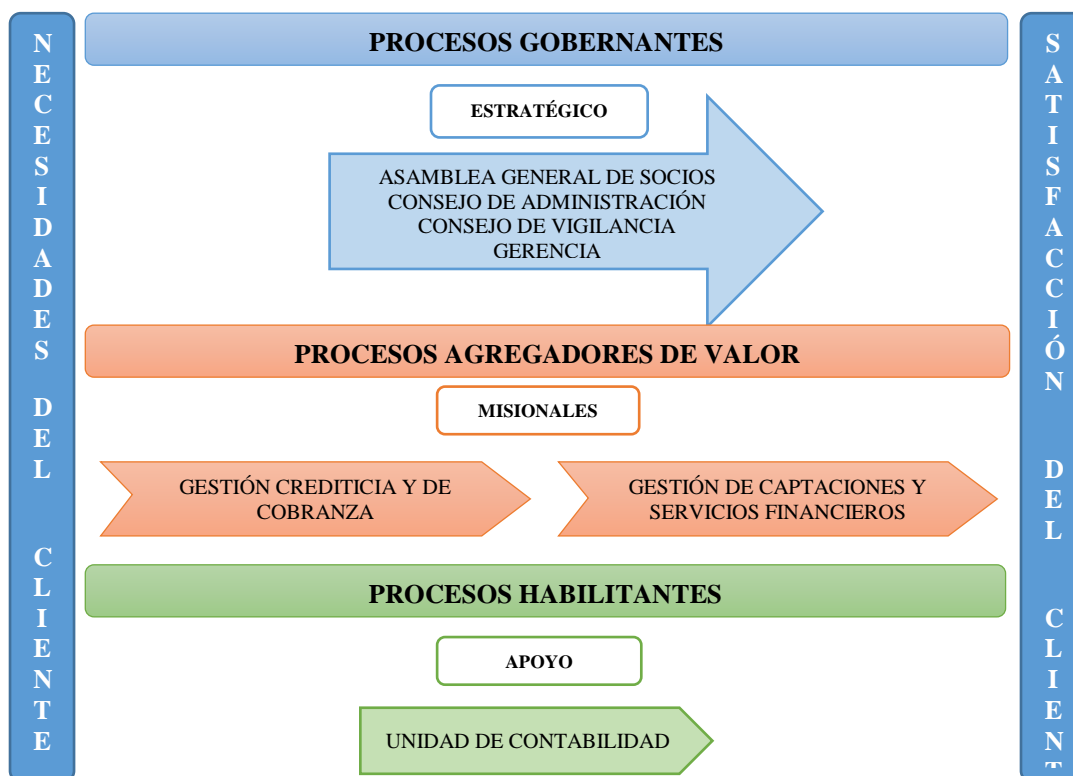 NECESIDADES DEL CLIENTE
PROCESOS GOBERNANTES
ESTRATÉGICO
ASAMBLEA GENERAL DE SOCIOS
CONSEJO DE ADMINISTRACIÓN
CONSEJO DE VIGILANCIA
GERENCIA
PROCESOS AGREGADORES DE VALOR
MISIONALES
GESTIÓN CREDITICIA Y DE
COBRANZA
GESTIÓN DE CAPTACIONES Y
SERVICIOS FINANCIEROS
PROCESOS HABILITANTES
APOYO
UNIDAD DE CONTABILIDAD
SATISFACCIÓN DEL CLIENT